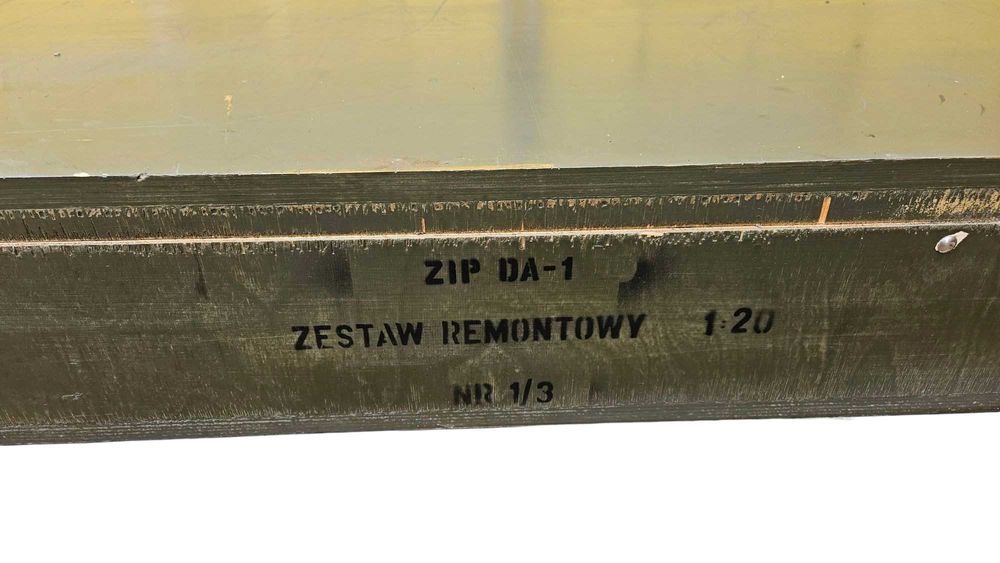 ZIP DA-1
ZESTAW REMONTOWY 1:20
NR 1/3